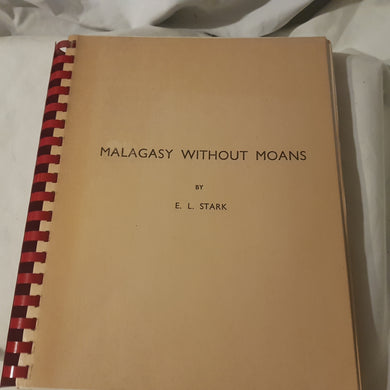 MALAGASY WITHOUT MOANS
BY
E. L. STARK